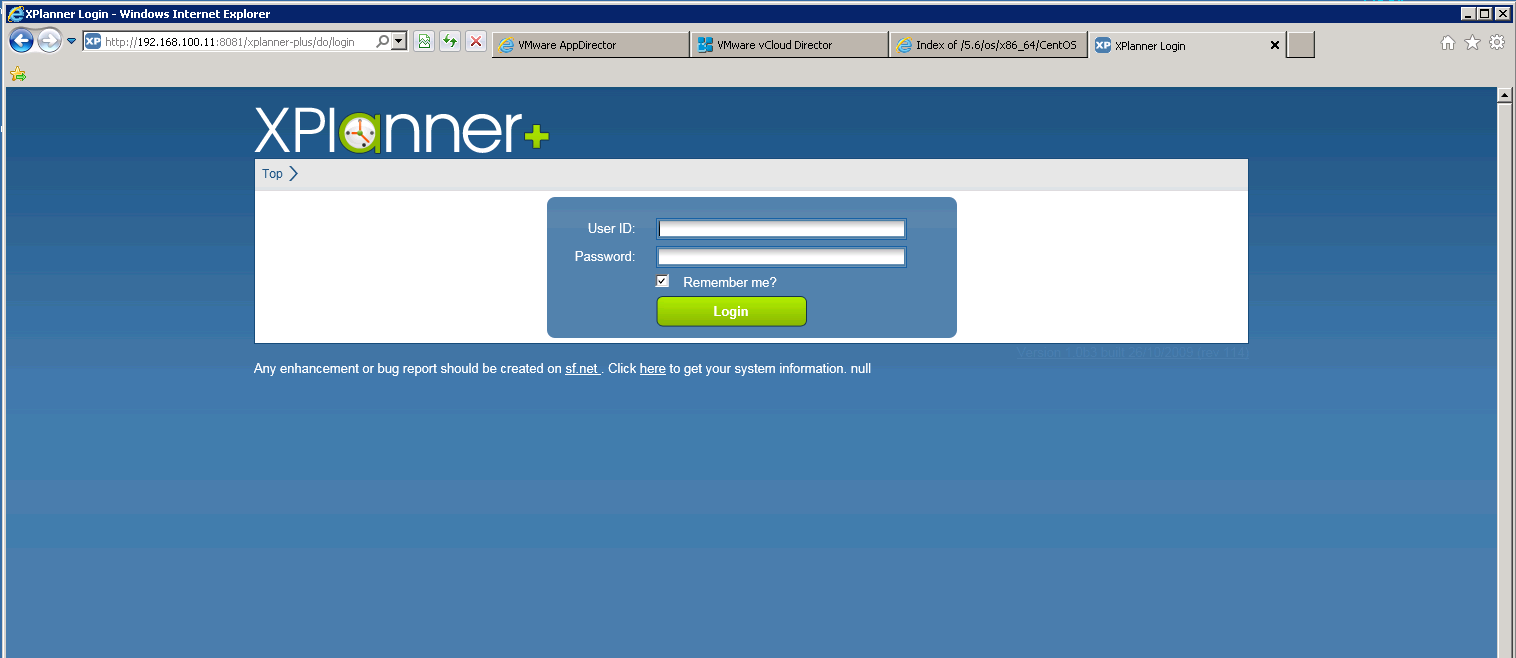 XPlanner Login - Windows Internet Explorer
XP http://192.168.100.11:8081/xplanner-plus/do/login
VMware AppDirector
VMware vCloud Director
Index of /5.6/os/x86_64/CentOS
XP XPlanner Login
XPlanner+
Top
User ID:
Password:
Remember me?
Login
Any enhancement or bug report should be created on sf.net . Click here to get your system information. null